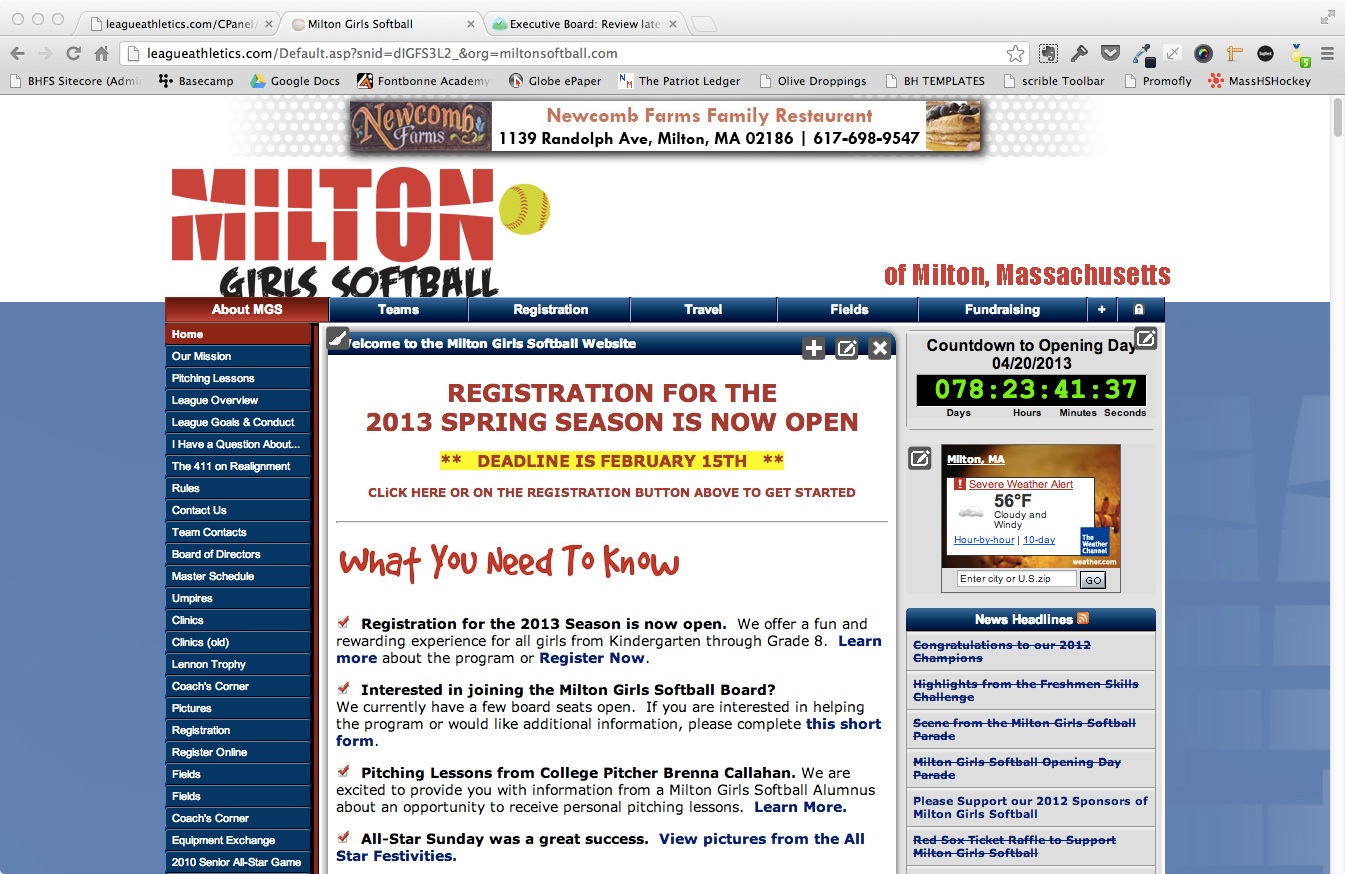 leagueathletics.com/CPanel/
Milton Girls Softball
Executive Board: Review late
leagueathletics.com/Default.asp?snid=dIGFS3L2_&org=miltonsoftball.com
5
BHFS Sitecore (Admi
Basecamp
Google Docs
Fontbonne Academy
Globe ePaper
The Patriot Ledger
Olive Droppings
BH TEMPLATES
scrible Toolbar
Promofly
MassHSHockey
Newcomb
Farms
Newcomb Farms Family Restaurant
1139 Randolph Ave, Milton, MA 02186 | 617-698-9547
MILTON
GIRLS SOFTBALL
of Milton, Massachusetts
About MGS
Teams
Registration
Travel
Fields
Fundraising
+
Home
Our Mission
Pitching Lessons
League Overview
League Goals & Conduct
I Have a Question About...
The 411 on Realignment
Rules
Contact Us
Team Contacts
Board of Directors
Master Schedule
Umpires
Clinics
Clinics (old)
Lennon Trophy
Coach's Corner
Pictures
Registration
Register Online
Fields
Fields
Coach's Corner
Equipment Exchange
2010 Senior All-Star Game
elcome to the Milton Girls Softball Website
REGISTRATION FOR THE
2013 SPRING SEASON IS NOW OPEN
** DEADLINE IS FEBRUARY 15TH **
CLiCK HERE OR ON THE REGISTRATION BUTTON ABOVE TO GET STARTED
What You Need To Know
Registration for the 2013 Season is now open. We offer a fun and
rewarding experience for all girls from Kindergarten through Grade 8. Learn
more about the program or Register Now.
Interested in joining the Milton Girls Softball Board?
We currently have a few board seats open. If you are interested in helping
the program or would like additional information, please complete this short
form.
Pitching Lessons from College Pitcher Brenna Callahan. We are
excited to provide you with information from a Milton Girls Softball Alumnus
about an opportunity to receive personal pitching lessons. Learn More.
All-Star Sunday was a great success. View pictures from the All
Star Festivities.
Countdown to Opening Day
04/20/2013
078:23:41:37
Days Hours Minutes Seconds
Milton, MA
! Severe Weather Alert
56°F
Cloudy and
Windy
Hour-by-hour | 10-day
The
Weather
Channel
weather.com
Enter city or U.S.zip
GO
News Headlines
Congratulations to our 2012
Champions
Highlights from the Freshmen Skills
Challenge
Scene from the Milton Girls Softball
Parade
Milton Girls Softball Opening Day
Parade
Please Support our 2012 Sponsors of
Milton Girls Softball
Red Sox Ticket Raffle to Support
Milton Girls Softball